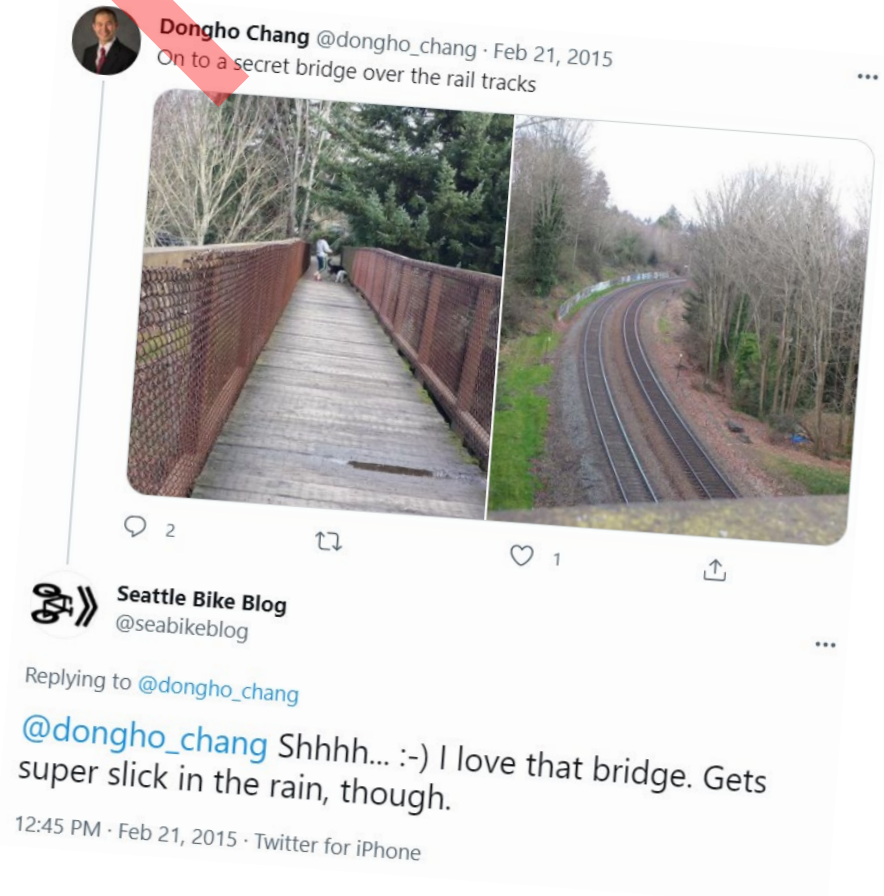 Dongho Chang @dongho_chang · Feb 21, 2015
On to a secret bridge over the rail tracks
2
1
Seattle Bike Blog
@seabikeblog
Replying to @dongho_chang
@dongho_chang Shhhh... :-) I love that bridge. Gets
super slick in the rain, though.
12:45 PM · Feb 21, 2015 · Twitter for iPhone